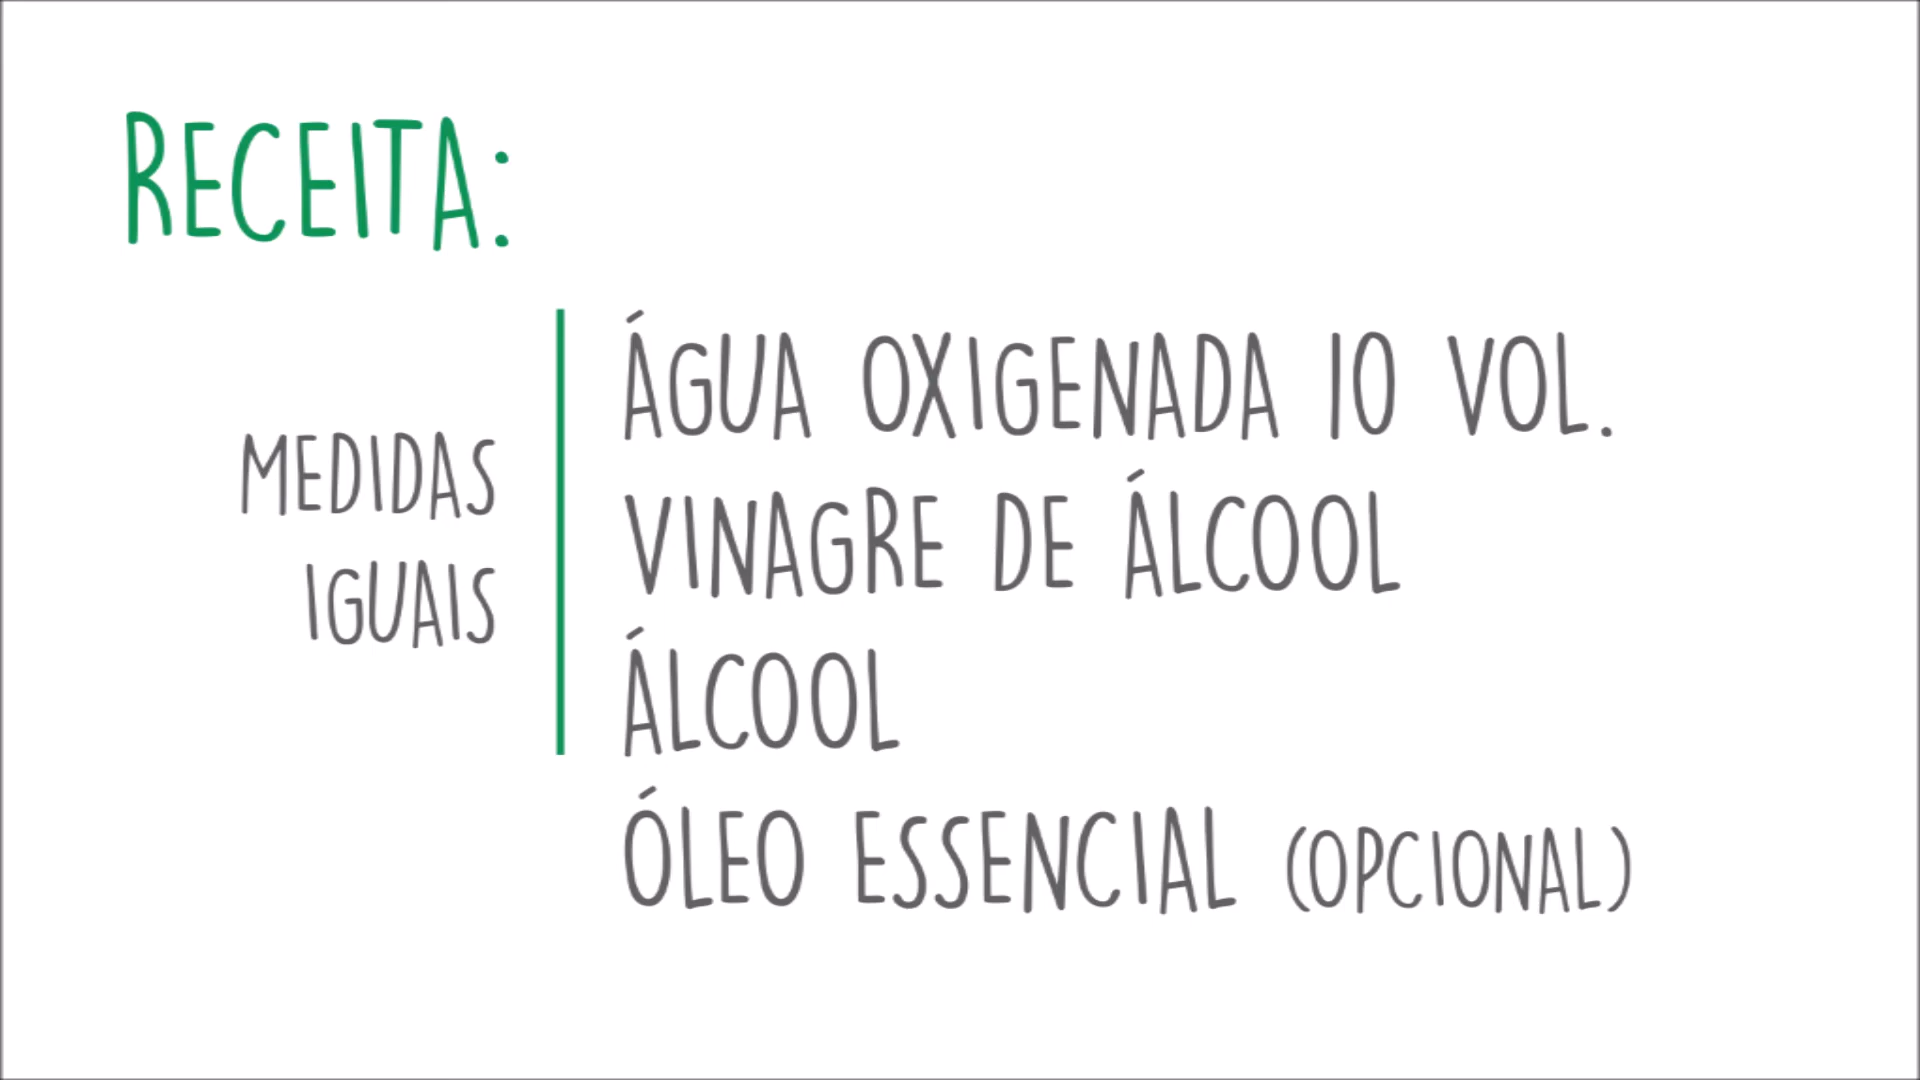 RECEITA:
MEDIDAS
IGUAIS
ÁGUA OXIGENADA 10 VOL.
VINAGRE DE ÁLCOOL
ÁLCOOL
ÓLEO ESSENCIAL (OPCIONAL)